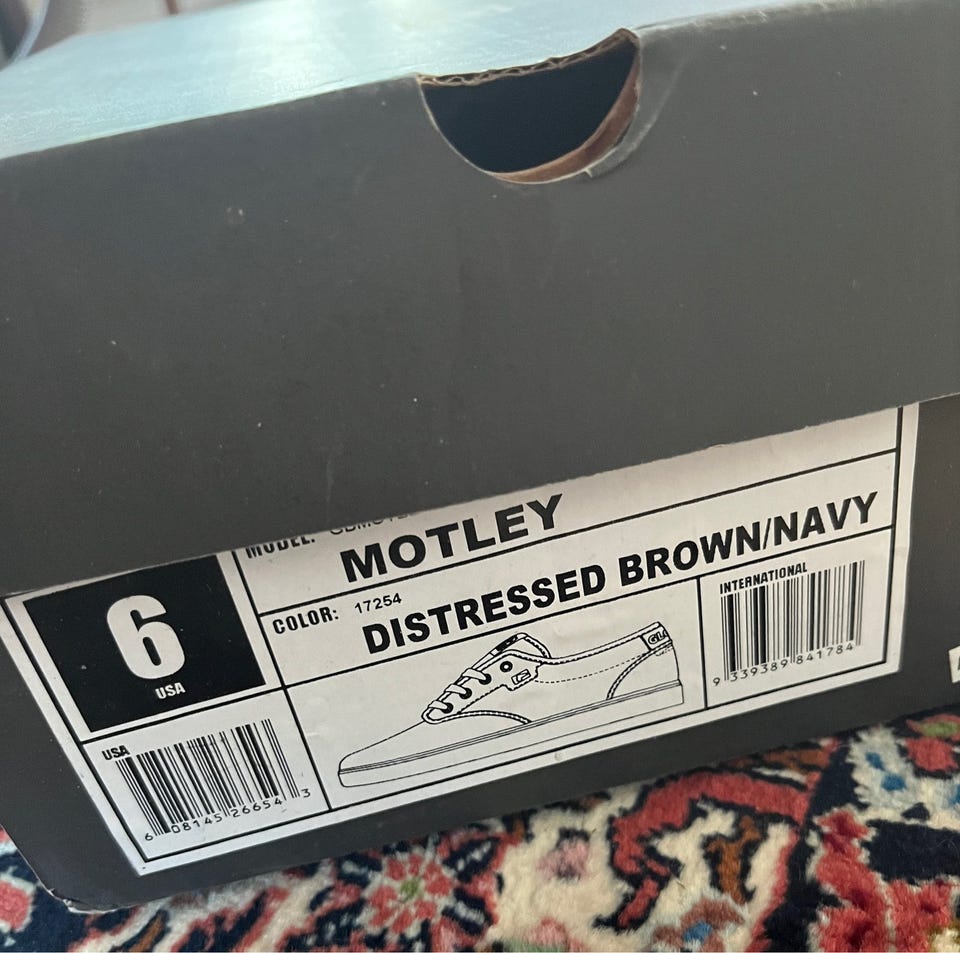 MODEL:
MOTLEY
COLOR: 17254
DISTRESSED BROWN/NAVY
6
USA
USA
6 08145 26654 3
INTERNATIONAL
9 339389 841784